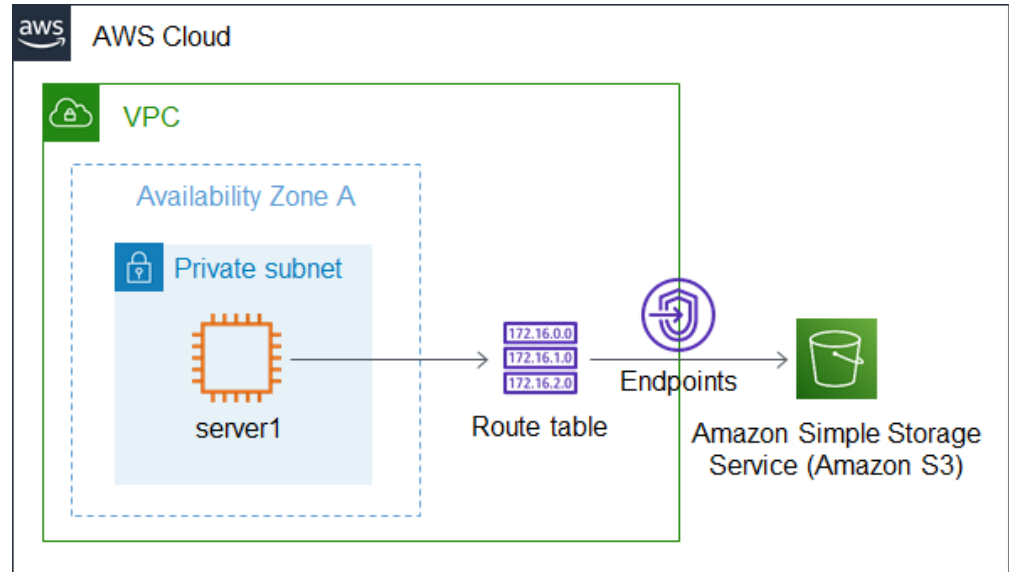 aws
AWS Cloud
VPC
Availability Zone A
Private subnet
server1
172.16.0.0
172.16.1.0
172.16.2.0
Route table
Endpoints
Amazon Simple Storage
Service (Amazon S3)